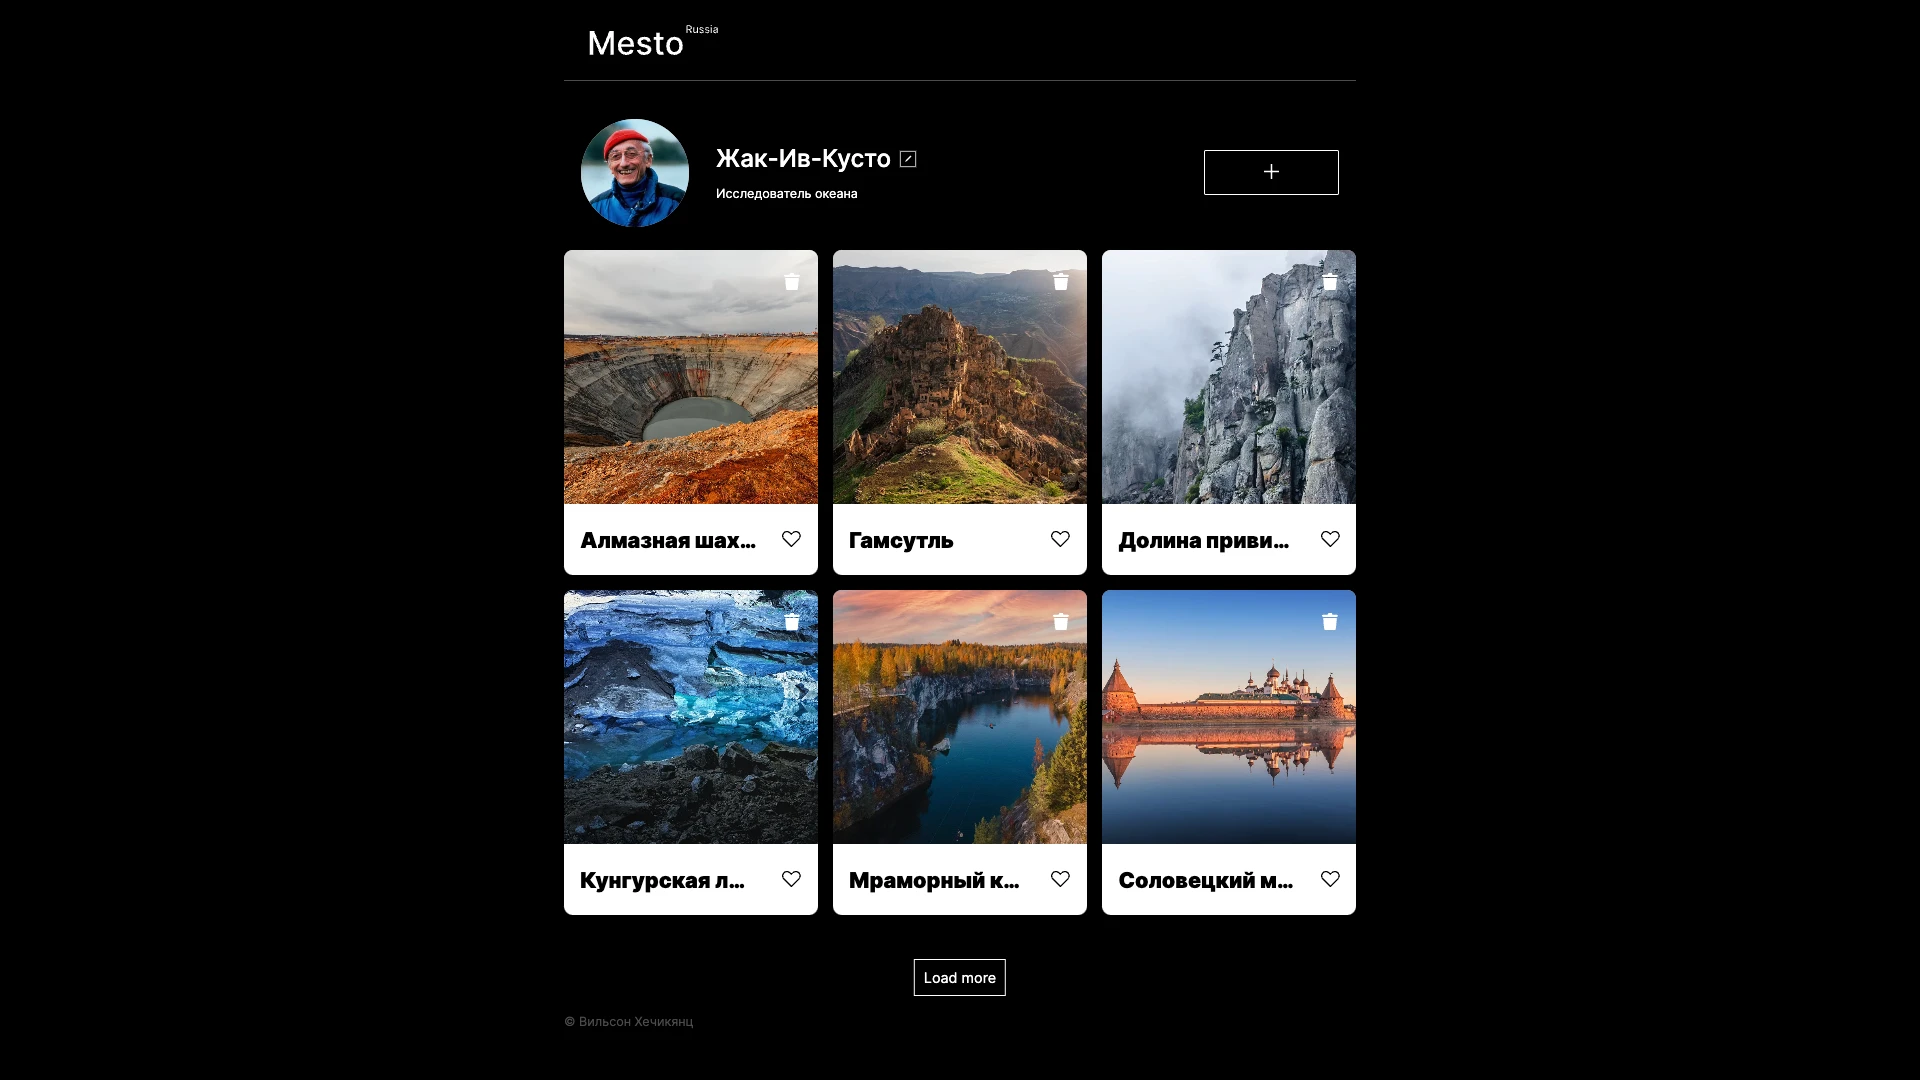 Mesto Russia
Жак-Ив-Кусто
Исследователь океана
Алмазная шах...
Гамсутль
Долина приви...
Кунгурская л...
Мраморный к...
Соловецкий м...
Load more
© Вильсон Хечикянц